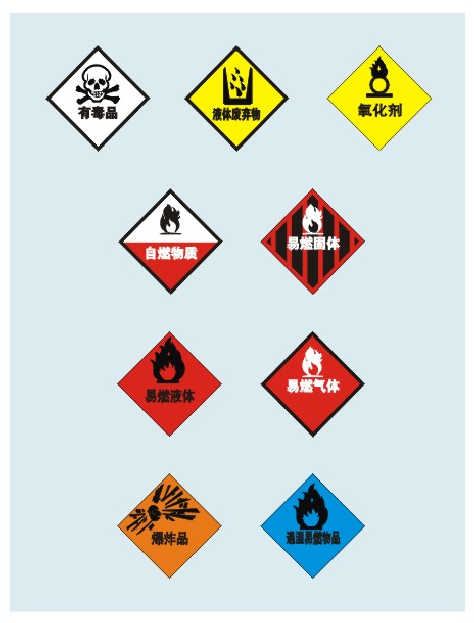 有毒品
液体废弃物
氧化剂
自燃物质
易燃固体
易燃液体
易燃气体
爆炸品
遇湿易燃物品